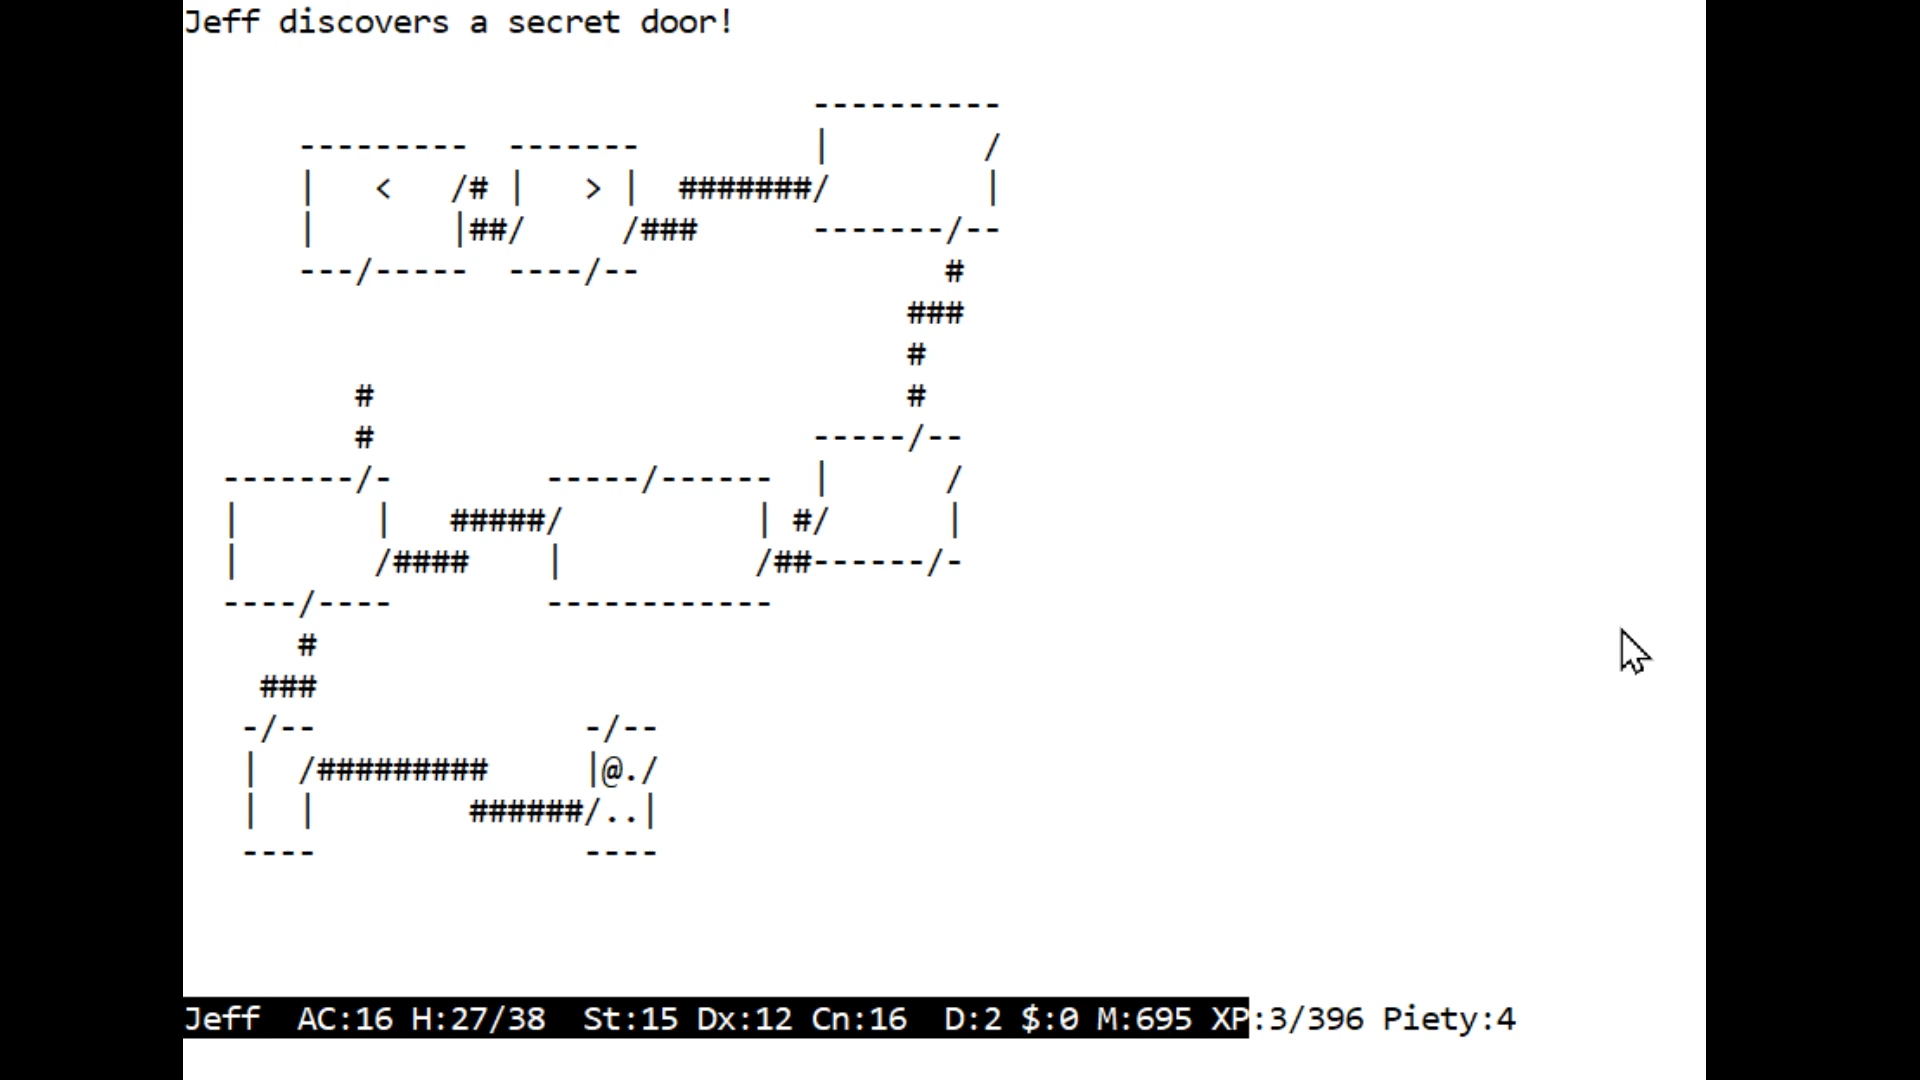 Jeff discovers a secret door!
                                 ----------
      ---------  -------         |        /
      |   <   /# |   > |  #######/        |
      |       |##/     /###      -------/--
      ---/-----  ----/--                #
                                      ###
                                      #
         #                            #
         #                       -----/--
  -------/-        -----/------  |      /
  |       |   #####/          | #/      |
  |       /####    |          /##------/-
  ----/----        ------------
      #
    ###
   -/--              -/--
   |  /#########     |@./
   |  |        ######/..|
   ----              ----
Jeff  AC:16 H:27/38  St:15 Dx:12 Cn:16  D:2 $:0 M:695 XP:3/396 Piety:4